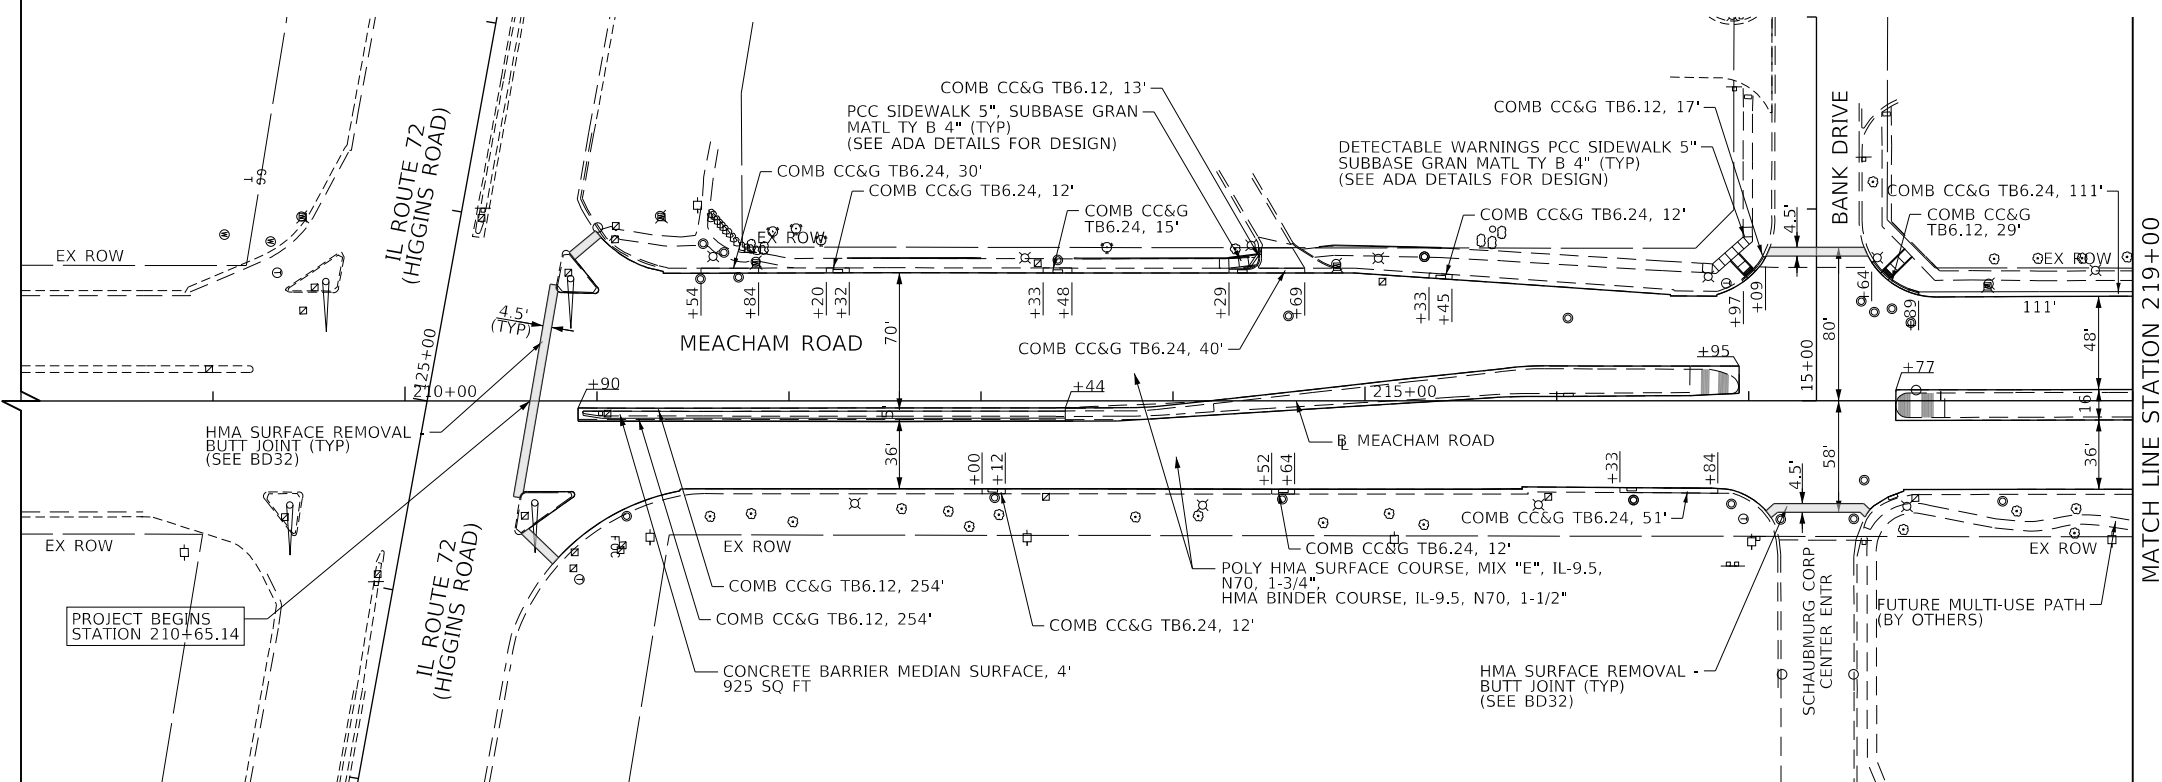 COMB CC&G TB6.12, 13'
PCC SIDEWALK 5", SUBBASE GRAN
MATL TY B 4" (TYP)
(SEE ADA DETAILS FOR DESIGN)
COMB CC&G TB6.24, 30'
COMB CC&G TB6.24, 12'
COMB CC&G
TB6.24, 15'
COMB CC&G TB6.12, 17'
DETECTABLE WARNINGS PCC SIDEWALK 5"
SUBBASE GRAN MATL TY B 4" (TYP)
(SEE ADA DETAILS FOR DESIGN)
COMB CC&G TB6.24, 12'
BANK DRIVE
COMB CC&G TB6.24, 111'
COMB CC&G
TB6.12, 29'
IL ROUTE 72
(HIGGINS ROAD)
EX ROW
EX ROW
EX ROW
4.5'
4.5'
(TYP)
+54
+84
+20
+32
+33
+48
+29
+69
+33
+45
+97
+09
+64
+89
111'
MEACHAM ROAD
70'
COMB CC&G TB6.24, 40'
80'
48'
MATCH LINE STATION 219+00
125+00
210+00
+90
+44
215+00
+95
15+00
+77
5'
16'
HMA SURFACE REMOVAL -
BUTT JOINT (TYP)
(SEE BD32)
36'
BL MEACHAM ROAD
58'
36'
+00
+12
+52
+64
+33
+84
4.5'
COMB CC&G TB6.24, 51'
EX ROW
EX ROW
EX ROW
COMB CC&G TB6.24, 12'
POLY HMA SURFACE COURSE, MIX "E", IL-9.5,
N70, 1-3/4",
HMA BINDER COURSE, IL-9.5, N70, 1-1/2"
COMB CC&G TB6.12, 254'
COMB CC&G TB6.12, 254'
COMB CC&G TB6.24, 12'
PROJECT BEGINS
STATION 210+65.14
IL ROUTE 72
(HIGGINS ROAD)
CONCRETE BARRIER MEDIAN SURFACE, 4'
925 SQ FT
HMA SURFACE REMOVAL -
BUTT JOINT (TYP)
(SEE BD32)
SCHAUBMURG CORP
CENTER ENTR
FUTURE MULTI-USE PATH
(BY OTHERS)